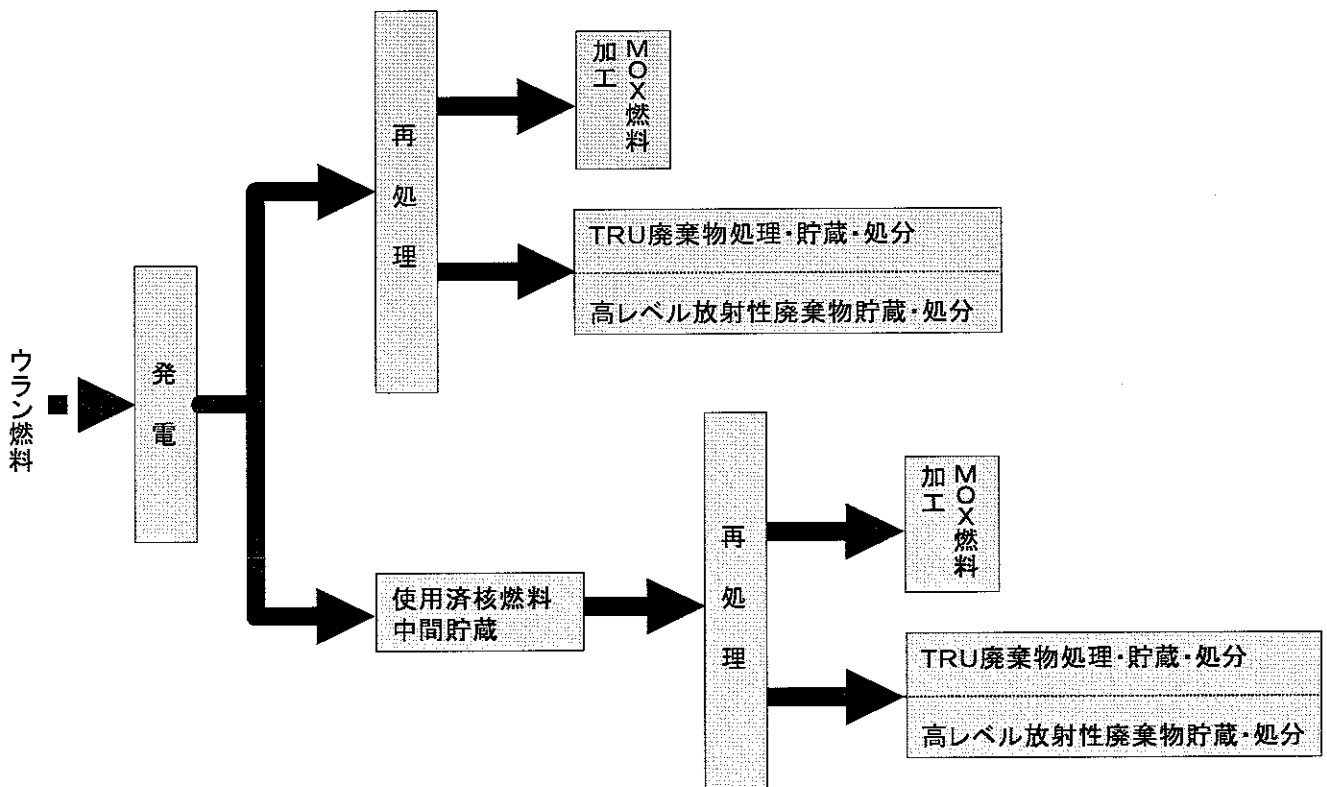 ウラン燃料
発電
再処理
MOX燃料
加工
TRU廃棄物処理・貯蔵・処分
高レベル放射性廃棄物貯蔵・処分
使用済核燃料
中間貯蔵
再処理
MOX燃料
加工
TRU廃棄物処理・貯蔵・処分
高レベル放射性廃棄物貯蔵・処分